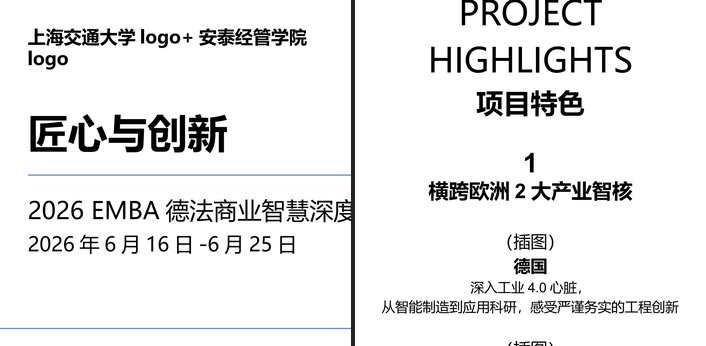 上海交通大学 logo+ 安泰经管学院
logo
匠心与创新
2026 EMBA 德法商业智慧深度
2026 年 6 月 16 日 -6 月 25 日
PROJECT
HIGHLIGHTS
项目特色
1
横跨欧洲 2 大产业智核
（插图）
德国
深入工业 4.0 心脏，
从智能制造到应用科研，感受严谨务实的工程创新